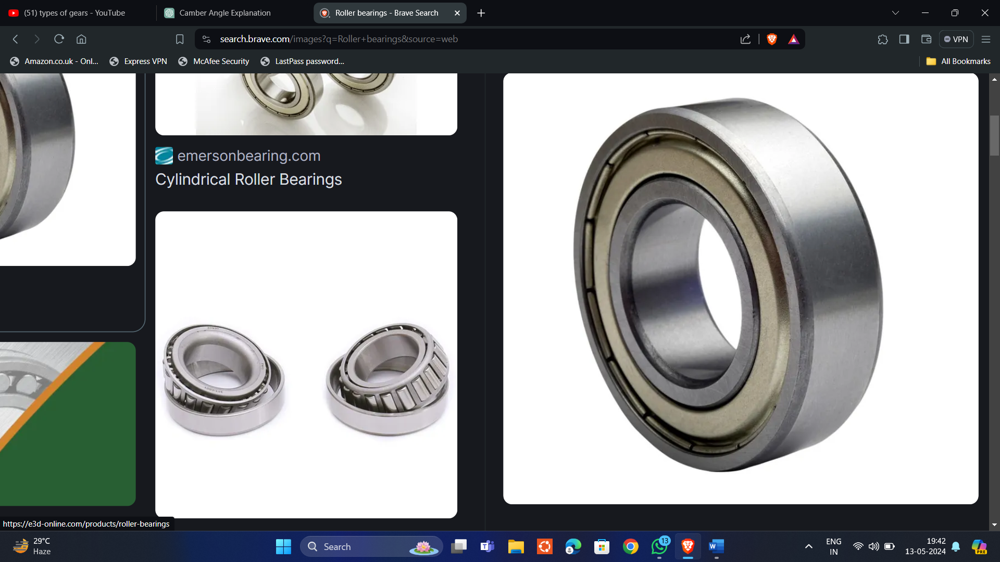 (51) types of gears - YouTube
Camber Angle Explanation
Roller bearings - Brave Search
search.brave.com/images?q=Roller+bearings&source=web
VPN
Amazon.co.uk - Onl...
Express VPN
McAfee Security
LastPass password...
All Bookmarks
emersonbearing.com
Cylindrical Roller Bearings
https://e3d-online.com/products/roller-bearings
29°C
Haze
Search
13
ENG
IN
19:42
13-05-2024
PRE